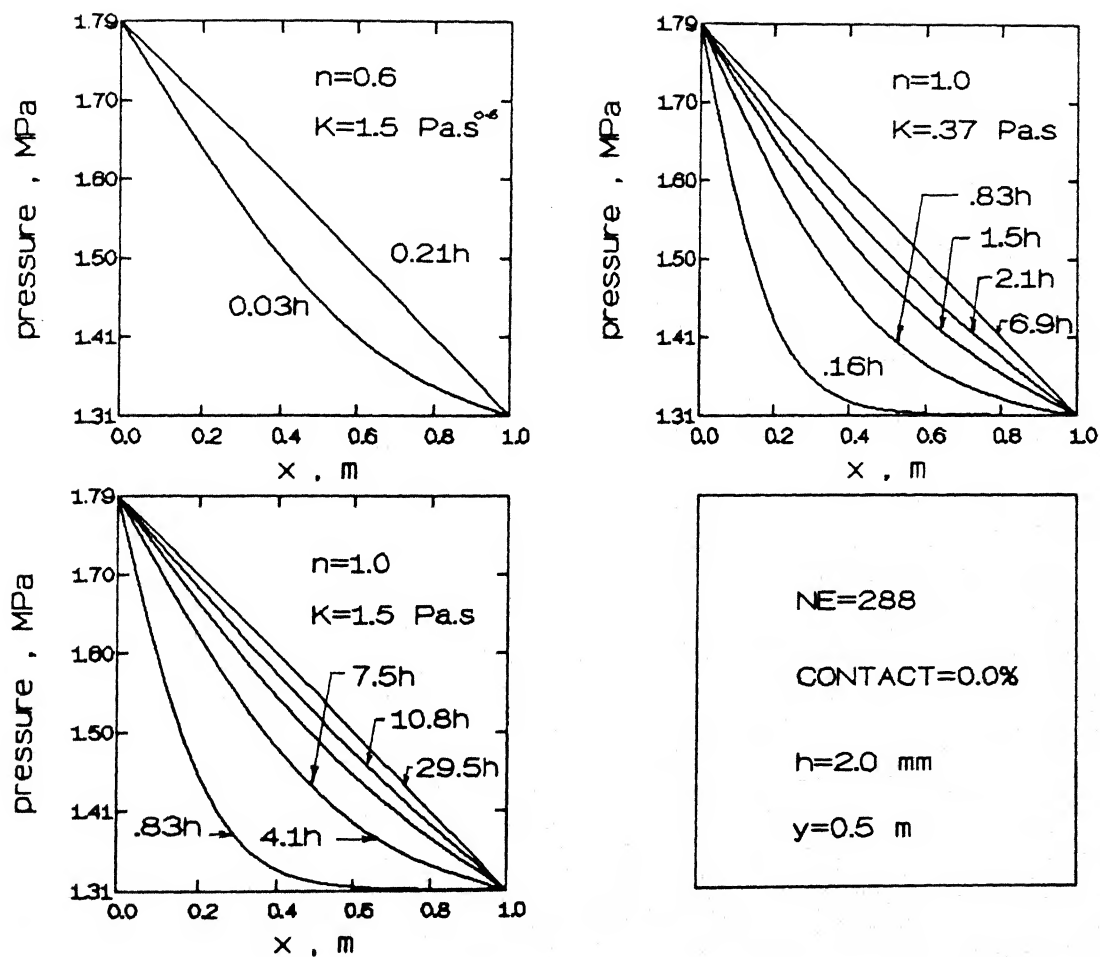 pressure , MPa
1.79
1.70
1.60
1.50
1.41
1.31
n=0.6
K=1.5 Pa.s^0.6
0.21h
0.03h
0.0 0.2 0.4 0.6 0.8 1.0
x , m
pressure , MPa
1.79
1.70
1.60
1.50
1.41
1.31
n=1.0
K=.37 Pa.s
.83h
1.5h
2.1h
6.9h
.16h
0.0 0.2 0.4 0.6 0.8 1.0
x , m
pressure , MPa
1.79
1.70
1.60
1.50
1.41
1.31
n=1.0
K=1.5 Pa.s
7.5h
10.8h
29.5h
.83h
4.1h
0.0 0.2 0.4 0.6 0.8 1.0
x , m
NE=288
CONTACT=0.0%
h=2.0 mm
y=0.5 m